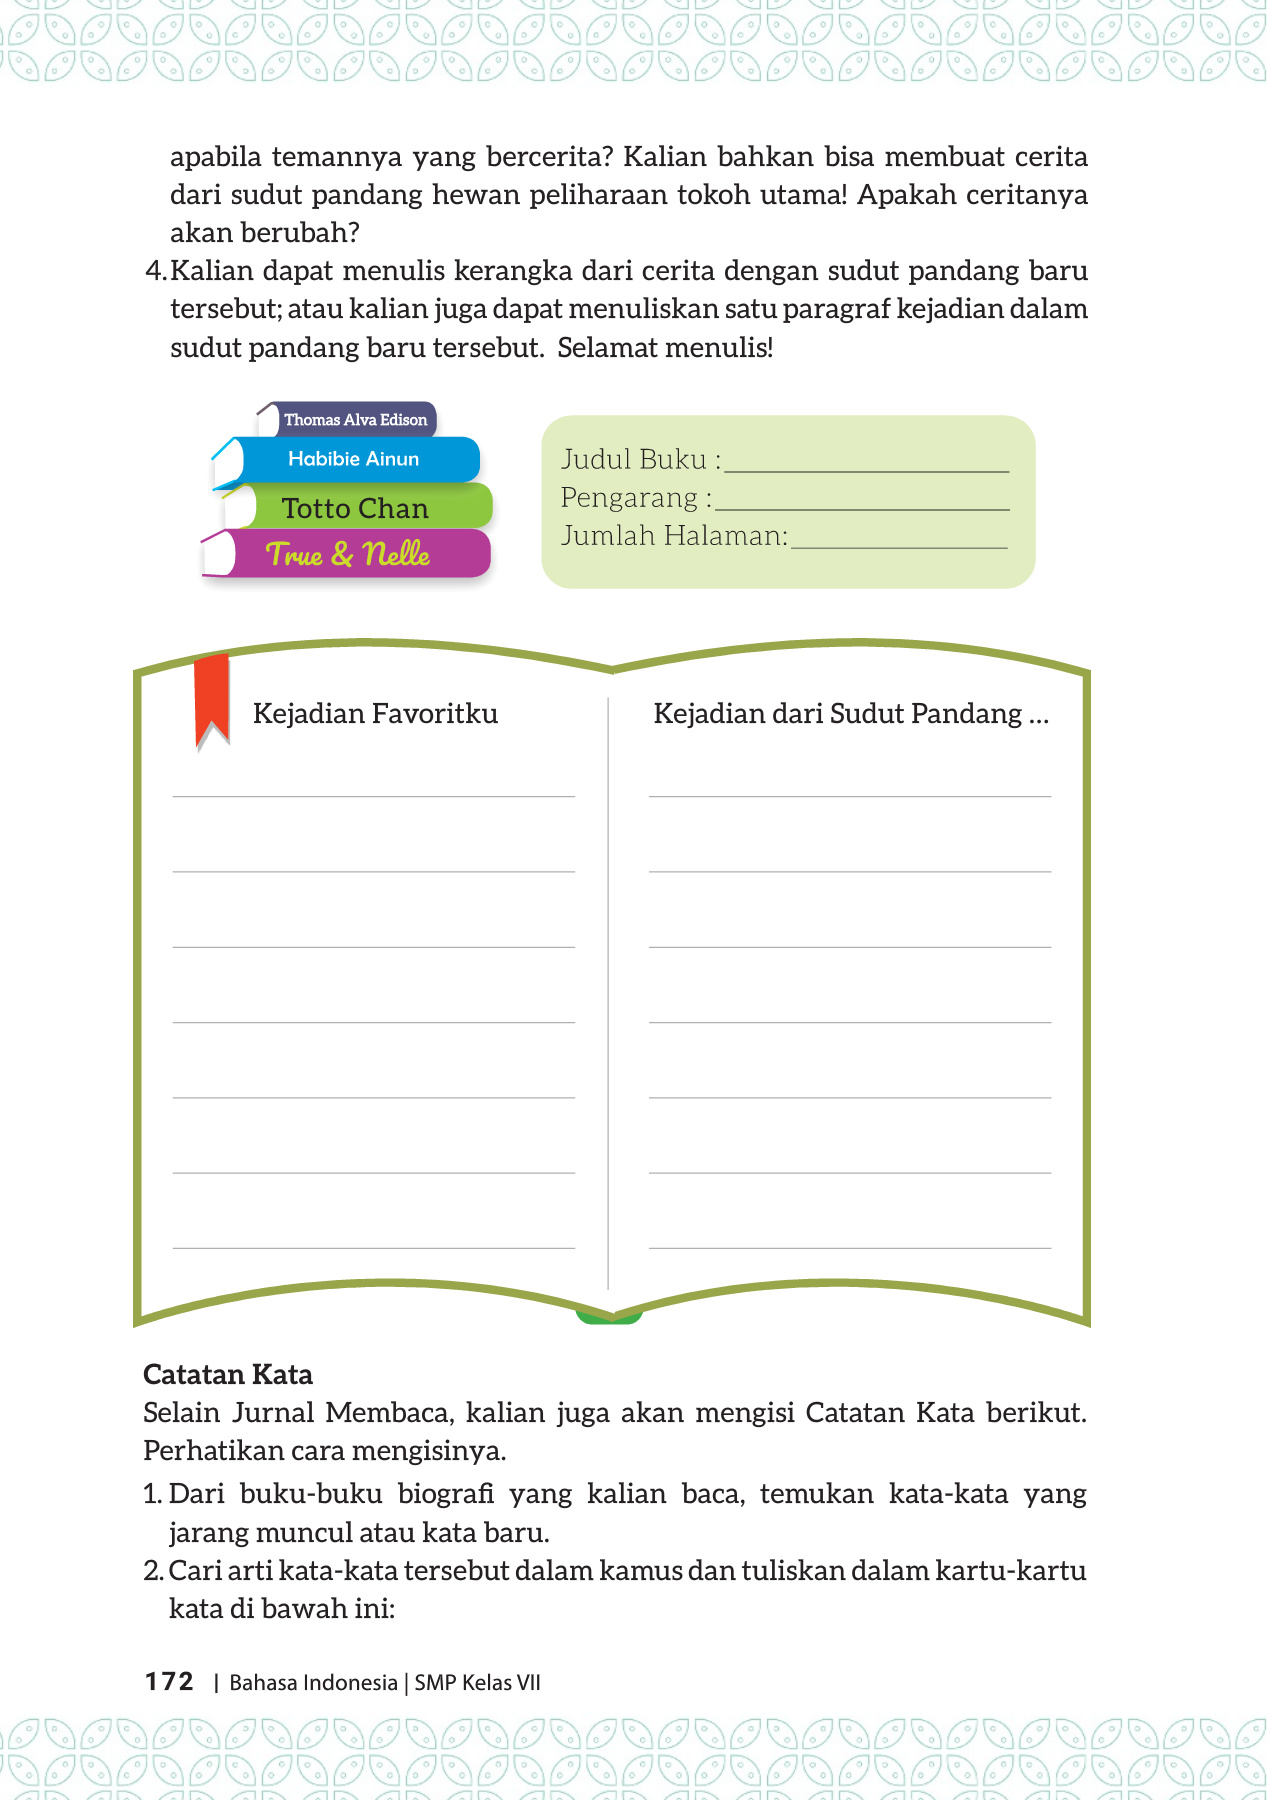 apabila temannya yang bercerita? Kalian bahkan bisa membuat cerita
dari sudut pandang hewan peliharaan tokoh utama! Apakah ceritanya
akan berubah?
4.Kalian dapat menulis kerangka dari cerita dengan sudut pandang baru
tersebut; atau kalian juga dapat menuliskan satu paragraf kejadian dalam
sudut pandang baru tersebut.  Selamat menulis!
Thomas Alva Edison
Habibie Ainun
Totto Chan
True & Nelle
Judul Buku :
Pengarang :
Jumlah Halaman:
Kejadian Favoritku
Kejadian dari Sudut Pandang ...
Catatan Kata
Selain Jurnal Membaca, kalian juga akan mengisi Catatan Kata berikut.
Perhatikan cara mengisinya.
1. Dari buku-buku biografi yang kalian baca, temukan kata-kata yang
jarang muncul atau kata baru.
2. Cari arti kata-kata tersebut dalam kamus dan tuliskan dalam kartu-kartu
kata di bawah ini:
172 | Bahasa Indonesia | SMP Kelas VII